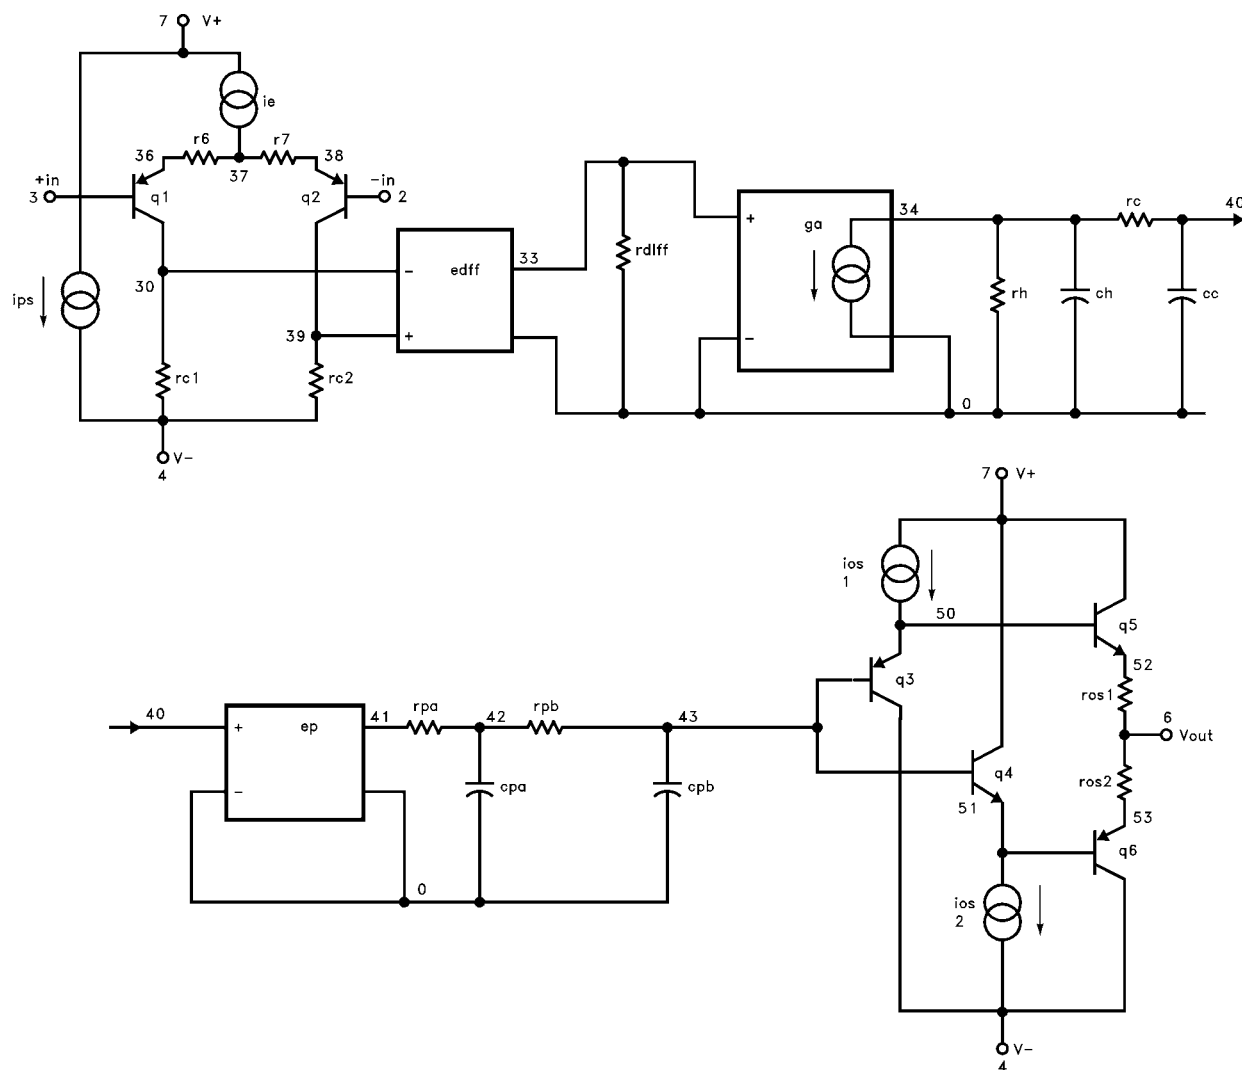 7 V+
ie
r6 r7
36 38
37
+in -in
3 q1 q2 2
ips
30
39
rc1 rc2
V-
4
edff
-
+
33
rdiff
+
-
ga
34
rc
40
rh ch cc
0
7 V+
ios
1
50
q5
52
q3
ros1
6
Vout
q4
ros2
51
53
q6
ios
2
V-
4
40
+
-
ep
41 rpa 42 rpb 43
cpa cpb
0